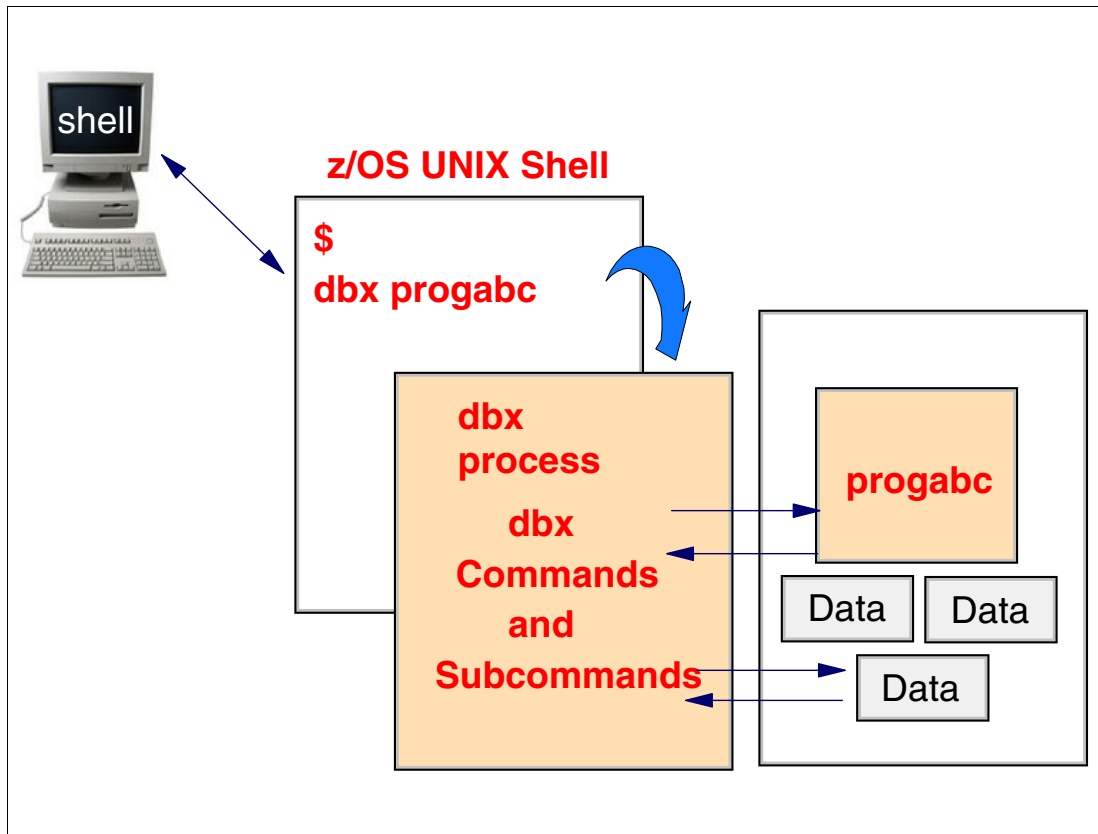 shell
z/OS UNIX Shell
$
dbx progabc
dbx
process
dbx
Commands
and
Subcommands
progabc
Data
Data
Data